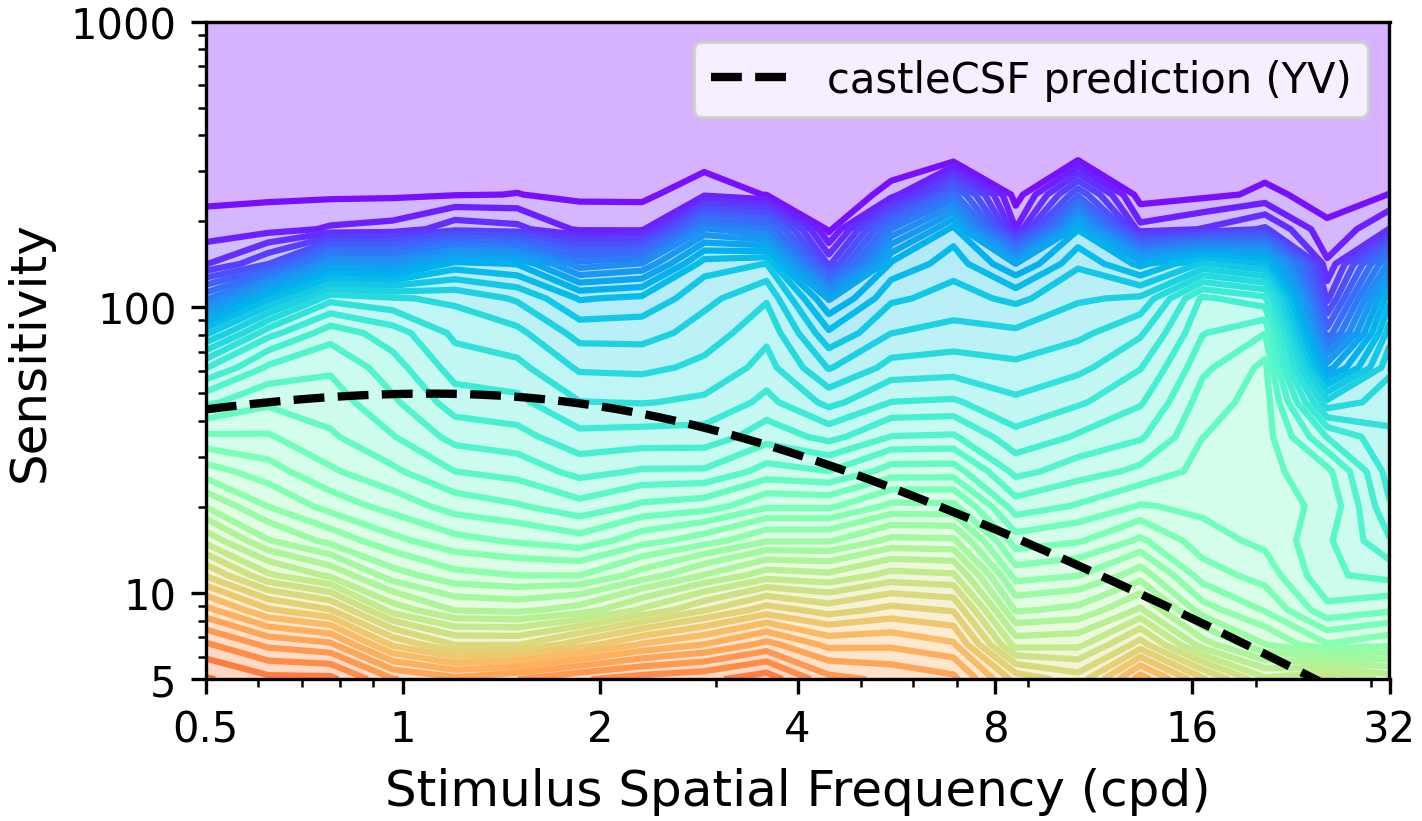 1000
100
10
5
Sensitivity
castleCSF prediction (YV)
0.5 1 2 4 8 16 32
Stimulus Spatial Frequency (cpd)